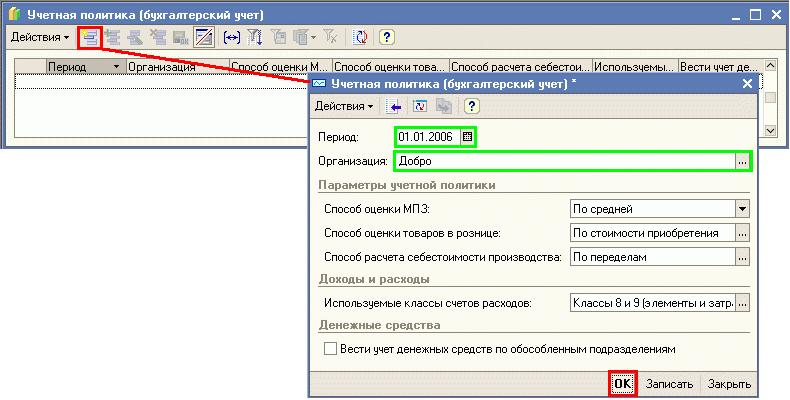 Учетная политика (бухгалтерский учет)
Действия
Период Организация Способ оценки М... Способ оценки това... Способ расчета себестои... Используемы... Вести учет де...
Учетная политика (бухгалтерский учет) *
Действия
Период: 01.01.2006
Организация: Добро ...
Параметры учетной политики
Способ оценки МПЗ: По средней
Способ оценки товаров в рознице: По стоимости приобретения ...
Способ расчета себестоимости производства: По переделам ...
Доходы и расходы
Используемые классы счетов расходов: Классы 8 и 9 (элементы и затр. ...
Денежные средства
Вести учет денежных средств по обособленным подразделениям
OK Записать Закрыть